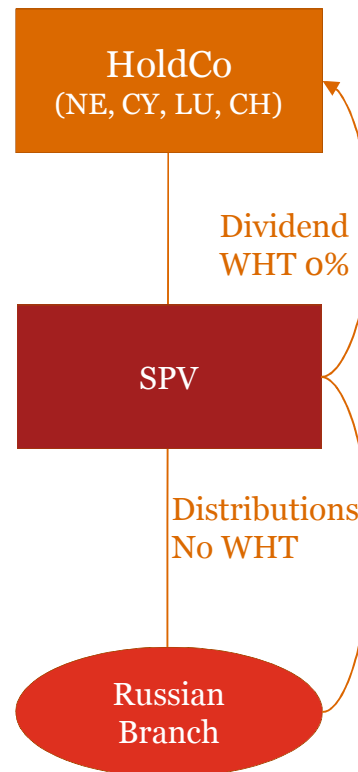 HoldCo
(NE, CY, LU, CH)
Dividend
WHT 0%
SPV
Distributions
No WHT
Russian
Branch